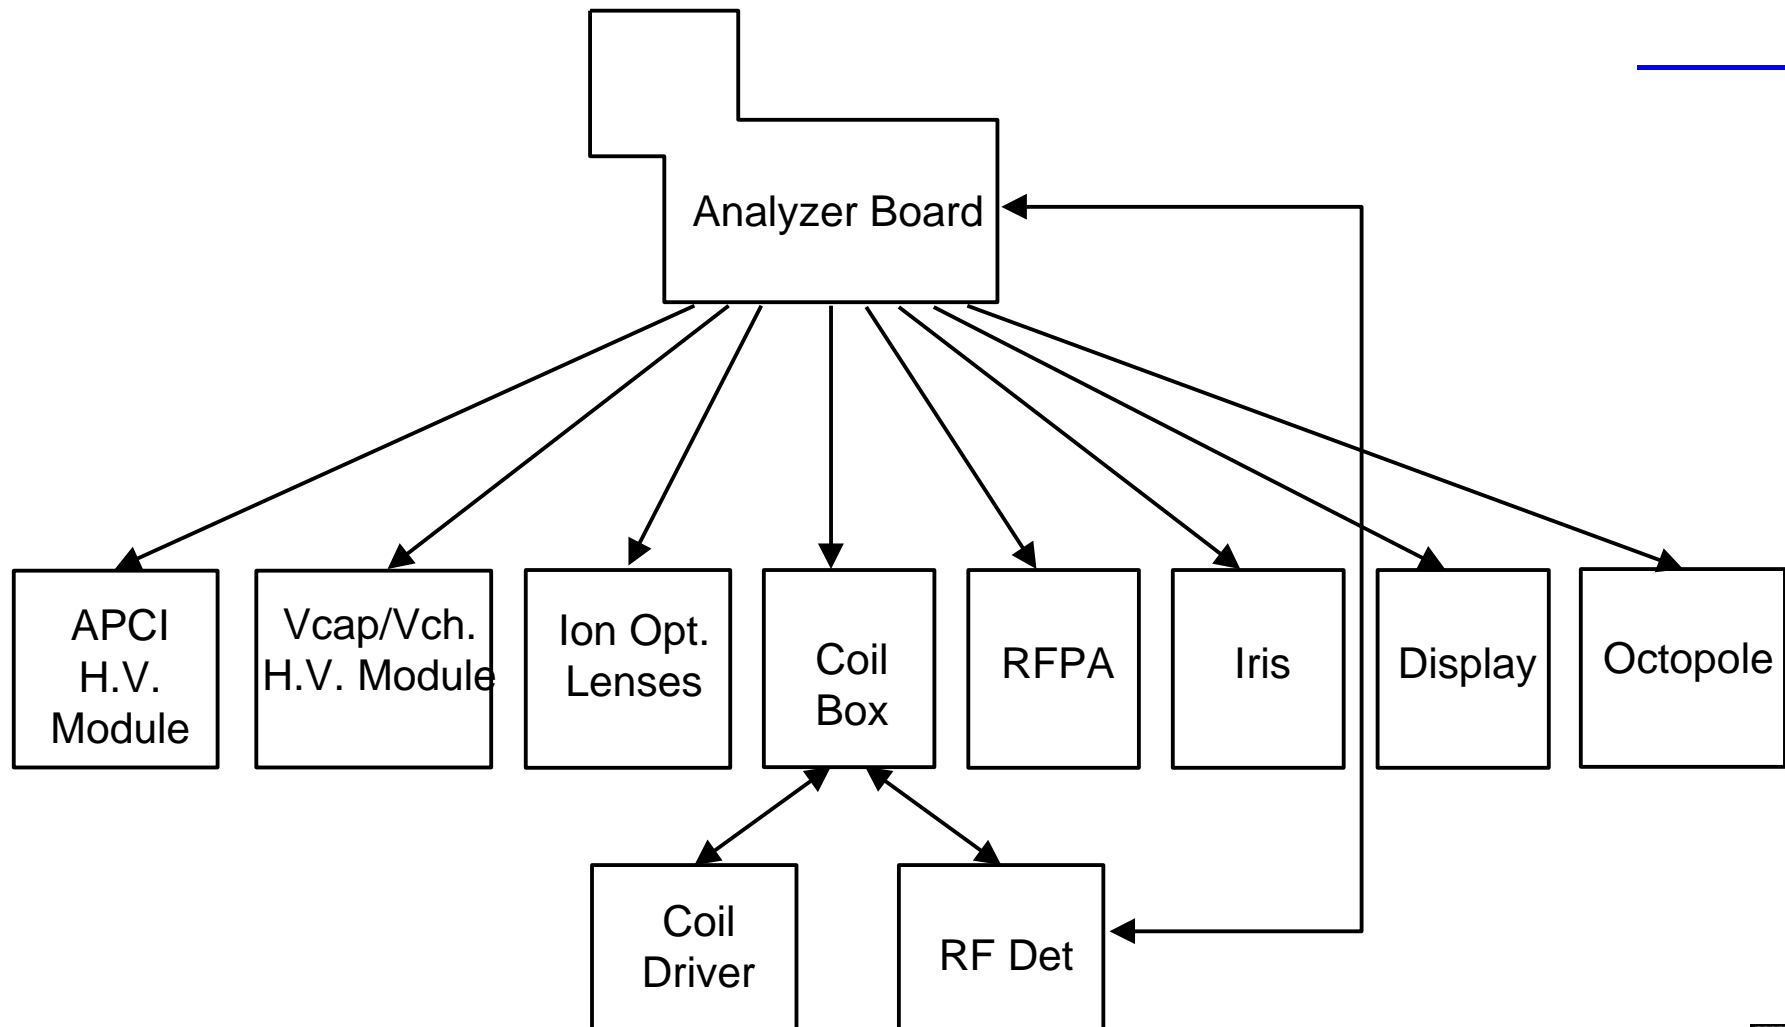 Analyzer Board
APCI
H.V.
Module
Vcap/Vch.
H.V. Module
Ion Opt.
Lenses
Coil
Box
RFPA
Iris
Display
Octopole
Coil
Driver
RF Det